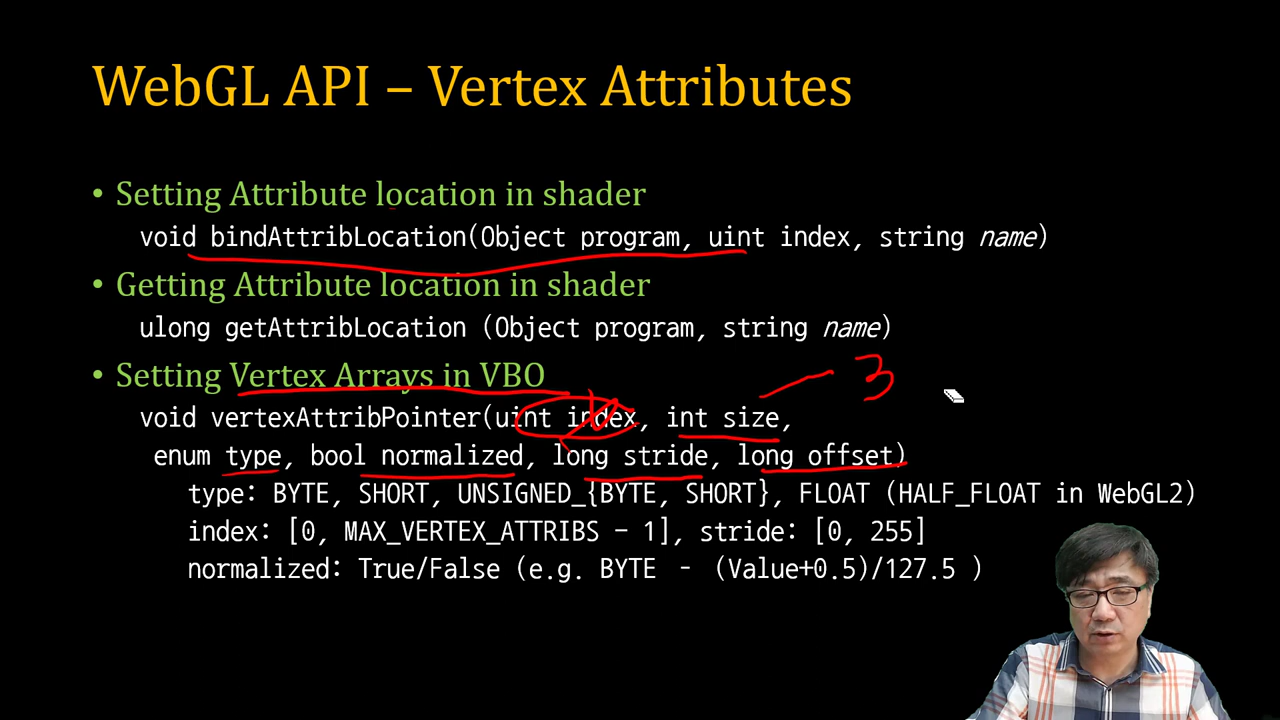 WebGL API – Vertex Attributes
• Setting Attribute location in shader
void bindAttribLocation(Object program, uint index, string name)
• Getting Attribute location in shader
ulong getAttribLocation (Object program, string name)
• Setting Vertex Arrays in VBO
3
void vertexAttribPointer(uint index, int size,
enum type, bool normalized, long stride, long offset)
type: BYTE, SHORT, UNSIGNED_{BYTE, SHORT}, FLOAT (HALF_FLOAT in WebGL2)
index: [0, MAX_VERTEX_ATTRIBS – 1], stride: [0, 255]
normalized: True/False (e.g. BYTE - (Value+0.5)/127.5 )